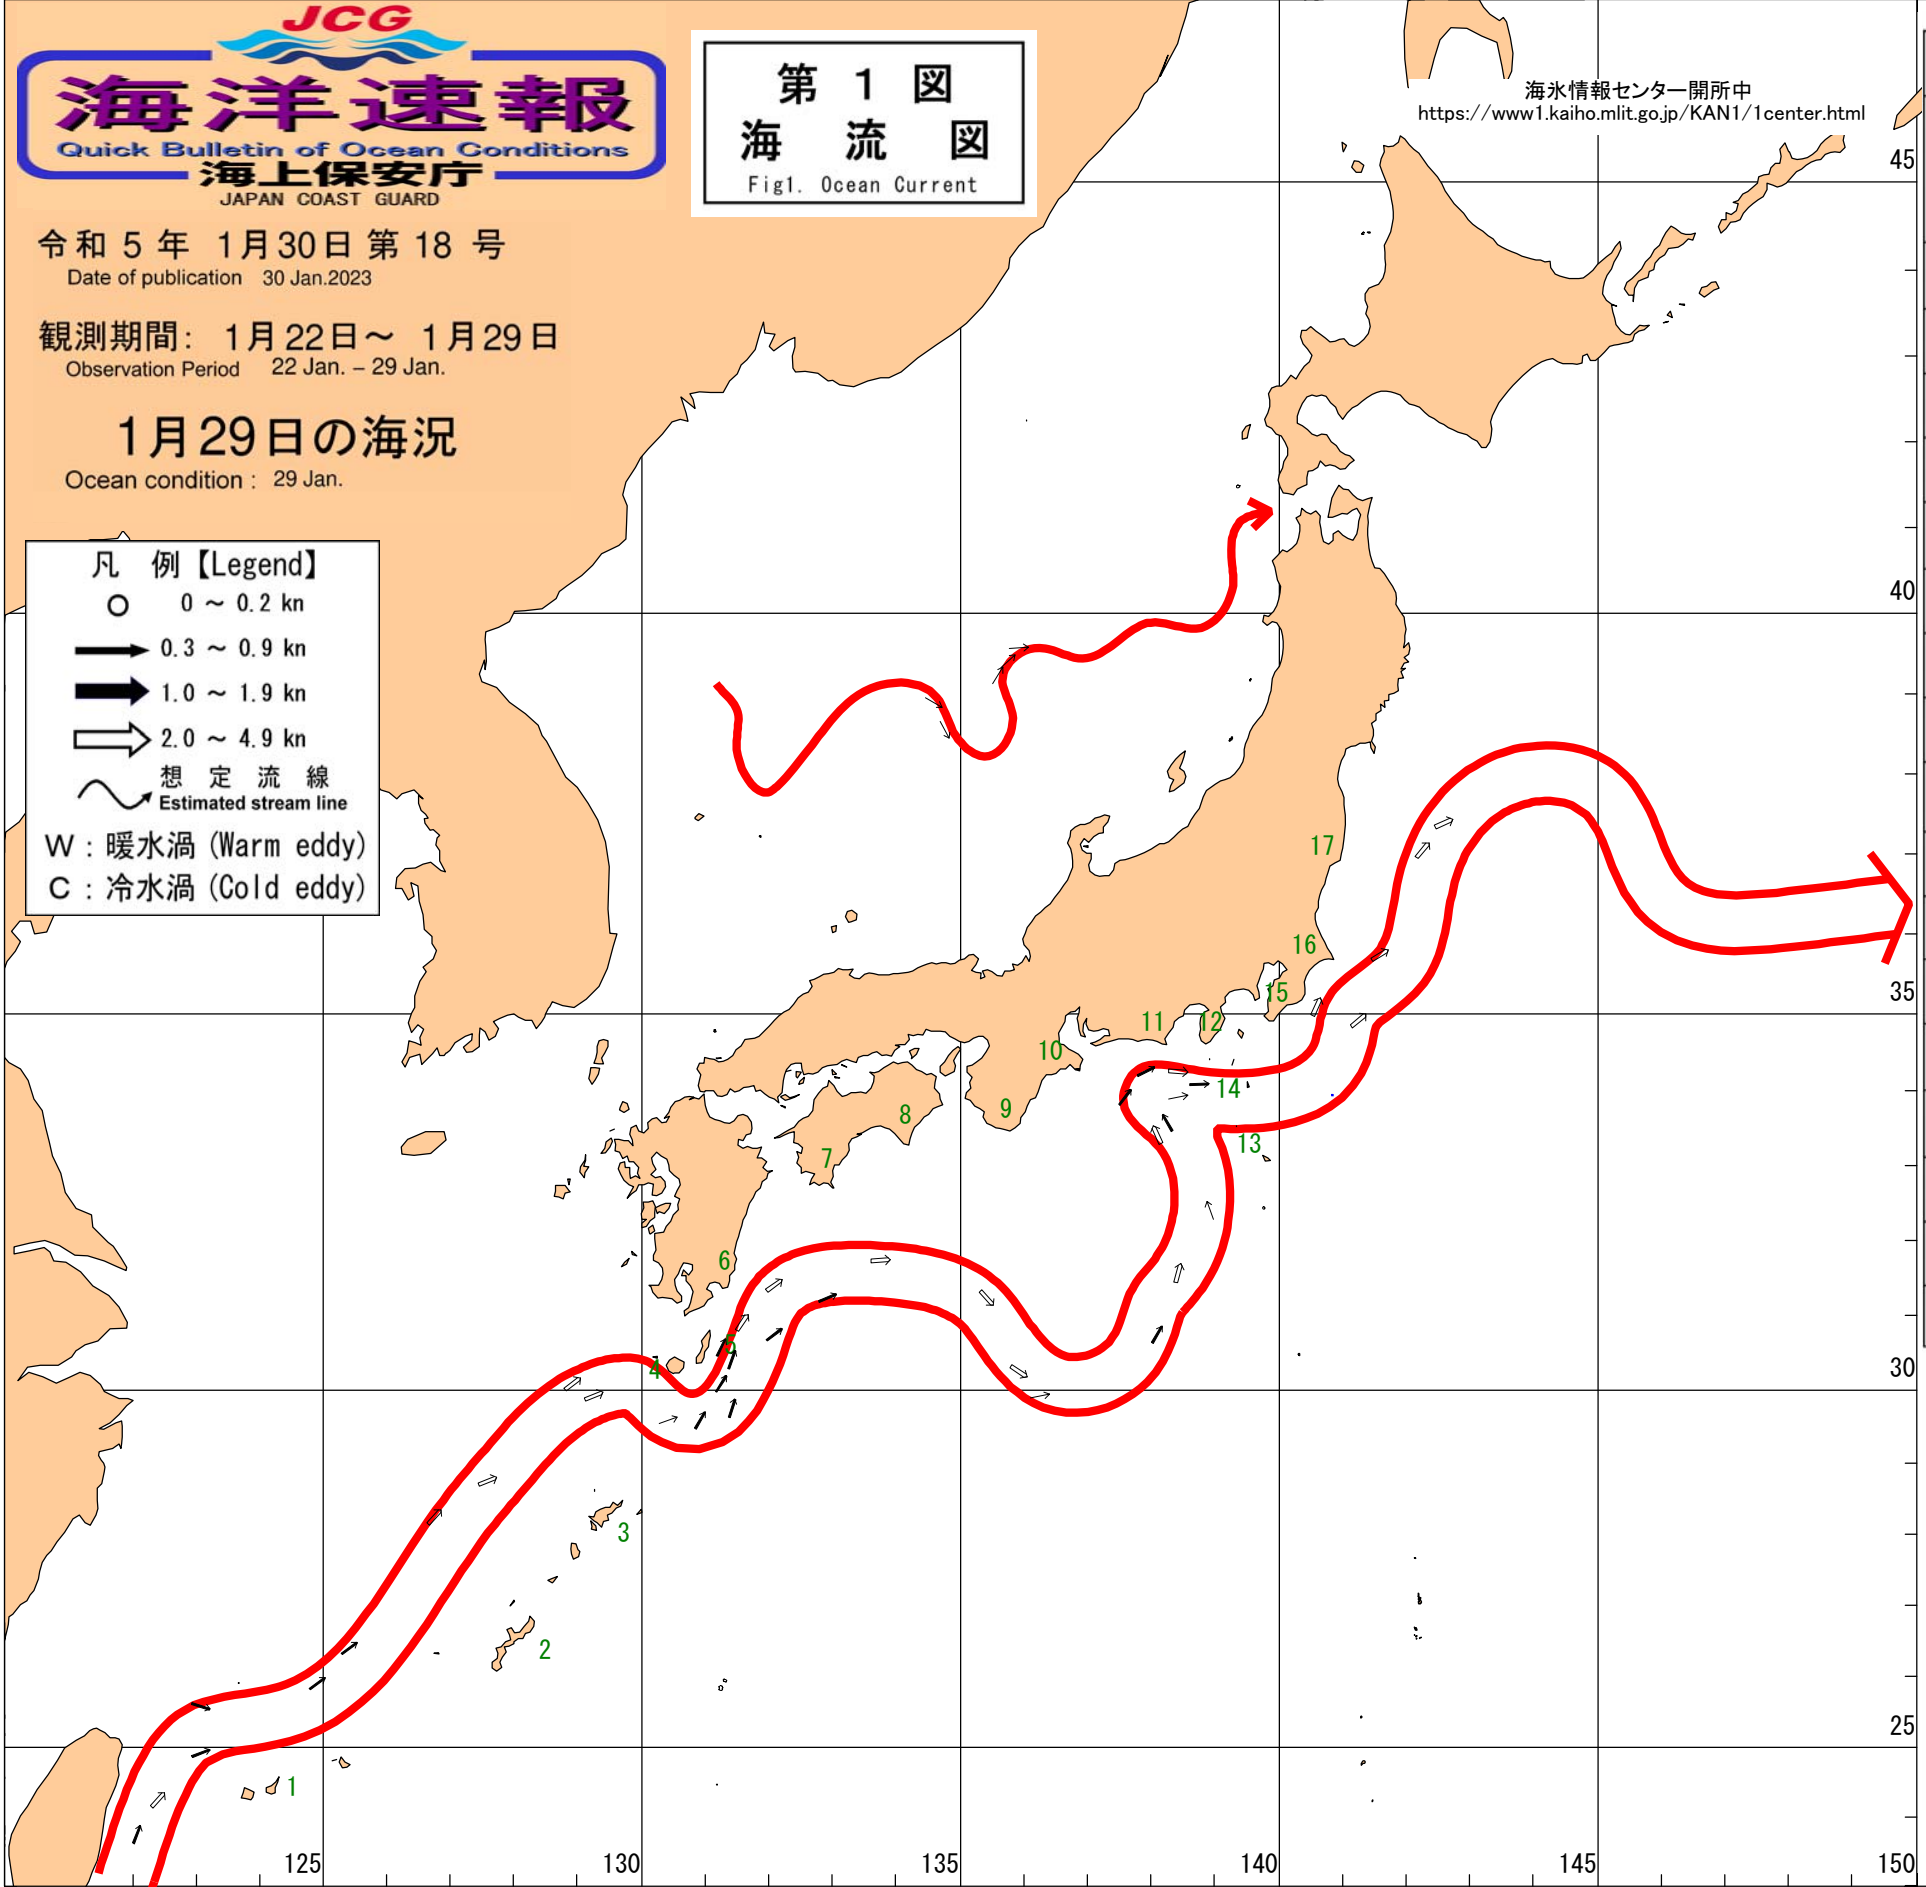 JCG
海洋速報
Quick Bulletin of Ocean Conditions
海上保安庁
JAPAN COAST GUARD
令和 5 年 1月30日 第 18 号
Date of publication 30 Jan.2023
観測期間: 1月22日～ 1月29日
Observation Period 22 Jan. – 29 Jan.
1月29日の海況
Ocean condition : 29 Jan.
第 1 図
海 流 図
Fig1. Ocean Current
海氷情報センター開所中
https://www1.kaiho.mlit.go.jp/KAN1/1center.html
凡 例【Legend】
0 ～ 0.2 kn
0.3 ～ 0.9 kn
1.0 ～ 1.9 kn
2.0 ～ 4.9 kn
想 定 流 線
Estimated stream line
W : 暖水渦 (Warm eddy)
C : 冷水渦 (Cold eddy)
45
40
17
16
35
15
11
12
10
14
9
8
13
7
6
5
4
30
3
2
25
1
125
130
135
140
145
150